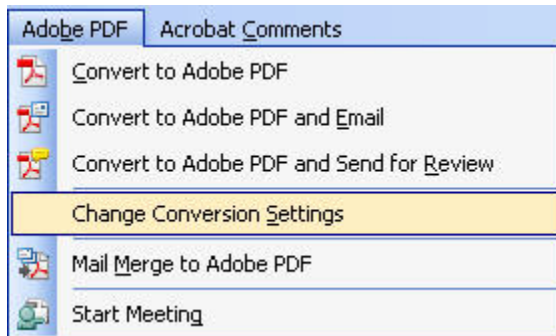 Adobe PDF Acrobat Comments
Convert to Adobe PDF
Convert to Adobe PDF and Email
Convert to Adobe PDF and Send for Review
Change Conversion Settings
Mail Merge to Adobe PDF
Start Meeting